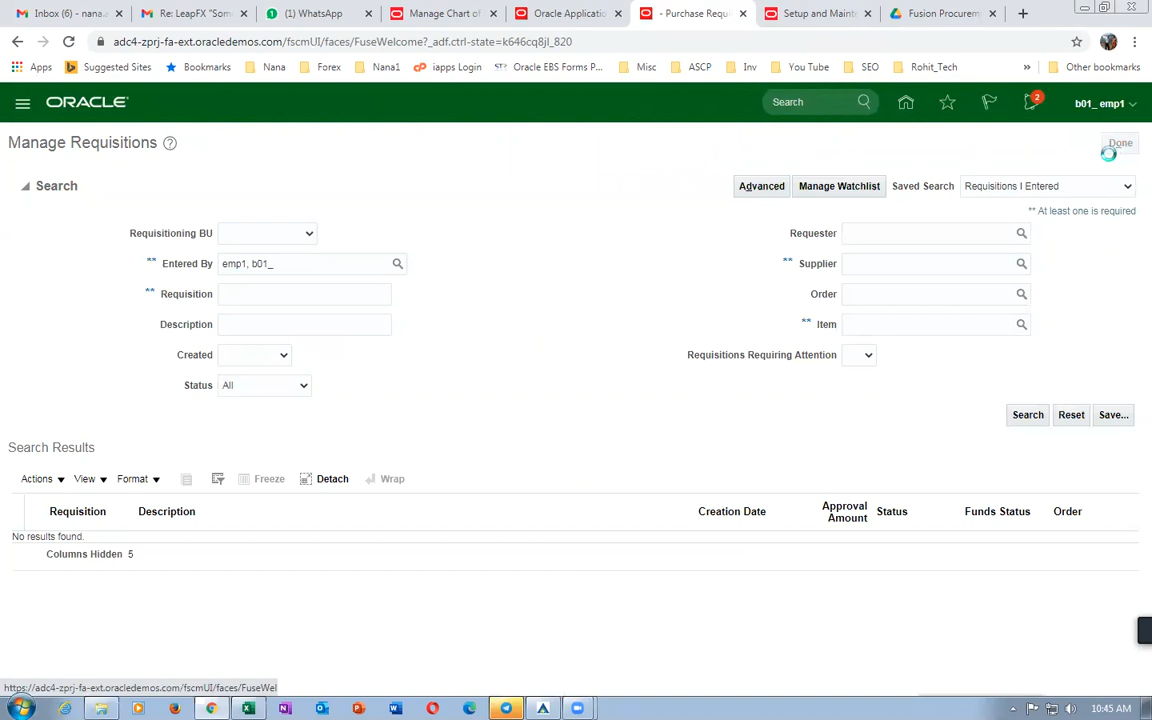 Inbox (6) - nana.a
Re: LeapFX "Som
(1) WhatsApp
Manage Chart of
Oracle Applicatio
- Purchase Requi
Setup and Maint
Fusion Procurem
adc4-zprj-fa-ext.oracledemos.com/fscmUI/faces/FuseWelcome?_adf.ctrl-state=k646cq8jl_820
Apps
Suggested Sites
Bookmarks
Nana
Forex
Nana1
iapps Login
Oracle EBS Forms P...
Misc
ASCP
Inv
You Tube
SEO
Rohit_Tech
»
Other bookmarks
ORACLE
Search
2
b01_ emp1
Manage Requisitions
Done
Search
Advanced
Manage Watchlist
Saved Search
Requisitions I Entered
** At least one is required
Requisitioning BU
Requester
** Entered By
emp1, b01_
** Supplier
** Requisition
Order
Description
** Item
Created
Requisitions Requiring Attention
Status
All
Search
Reset
Save...
Search Results
Actions
View
Format
Freeze
Detach
Wrap
Requisition
Description
Creation Date
Approval Amount
Status
Funds Status
Order
No results found.
Columns Hidden 5
https://adc4-zprj-fa-ext.oracledemos.com/fscmUI/faces/FuseWel
10:45 AM